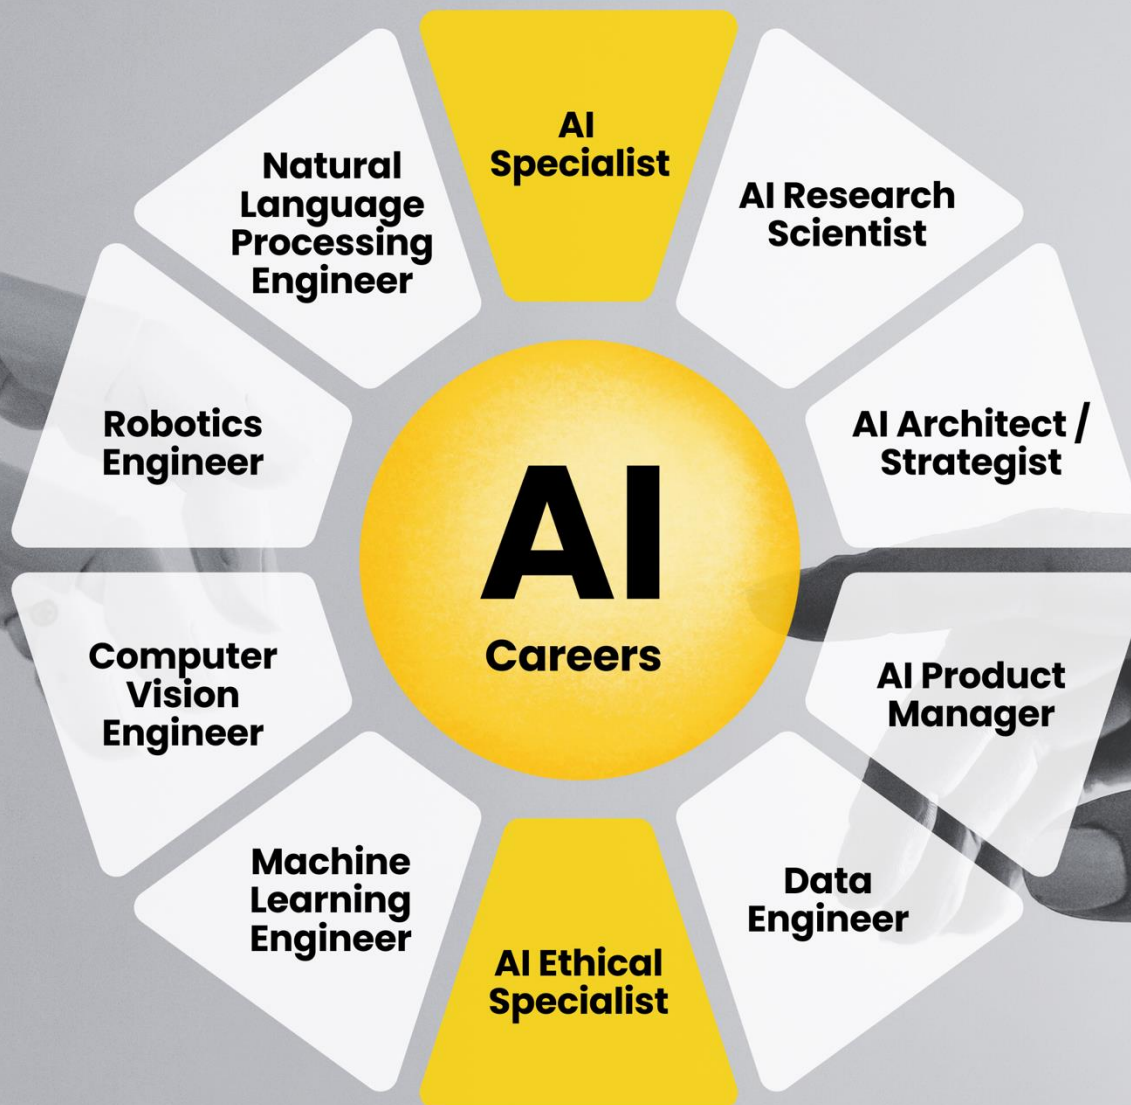 AI
Specialist
AI Research
Scientist
AI Architect /
Strategist
AI Product
Manager
Data
Engineer
AI Ethical
Specialist
Machine
Learning
Engineer
Computer
Vision
Engineer
Robotics
Engineer
Natural
Language
Processing
Engineer
AI
Careers